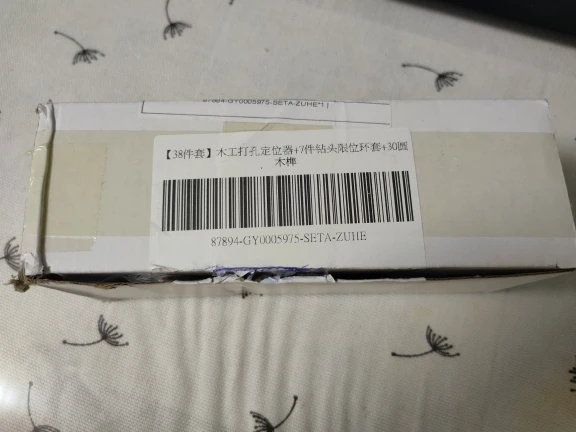 87894-GY0005975-SETA-ZUHE*1
【38件套】木工打孔定位器+7件钻头限位环套+30圆
木榫
87894-GY0005975-SETA-ZUHE